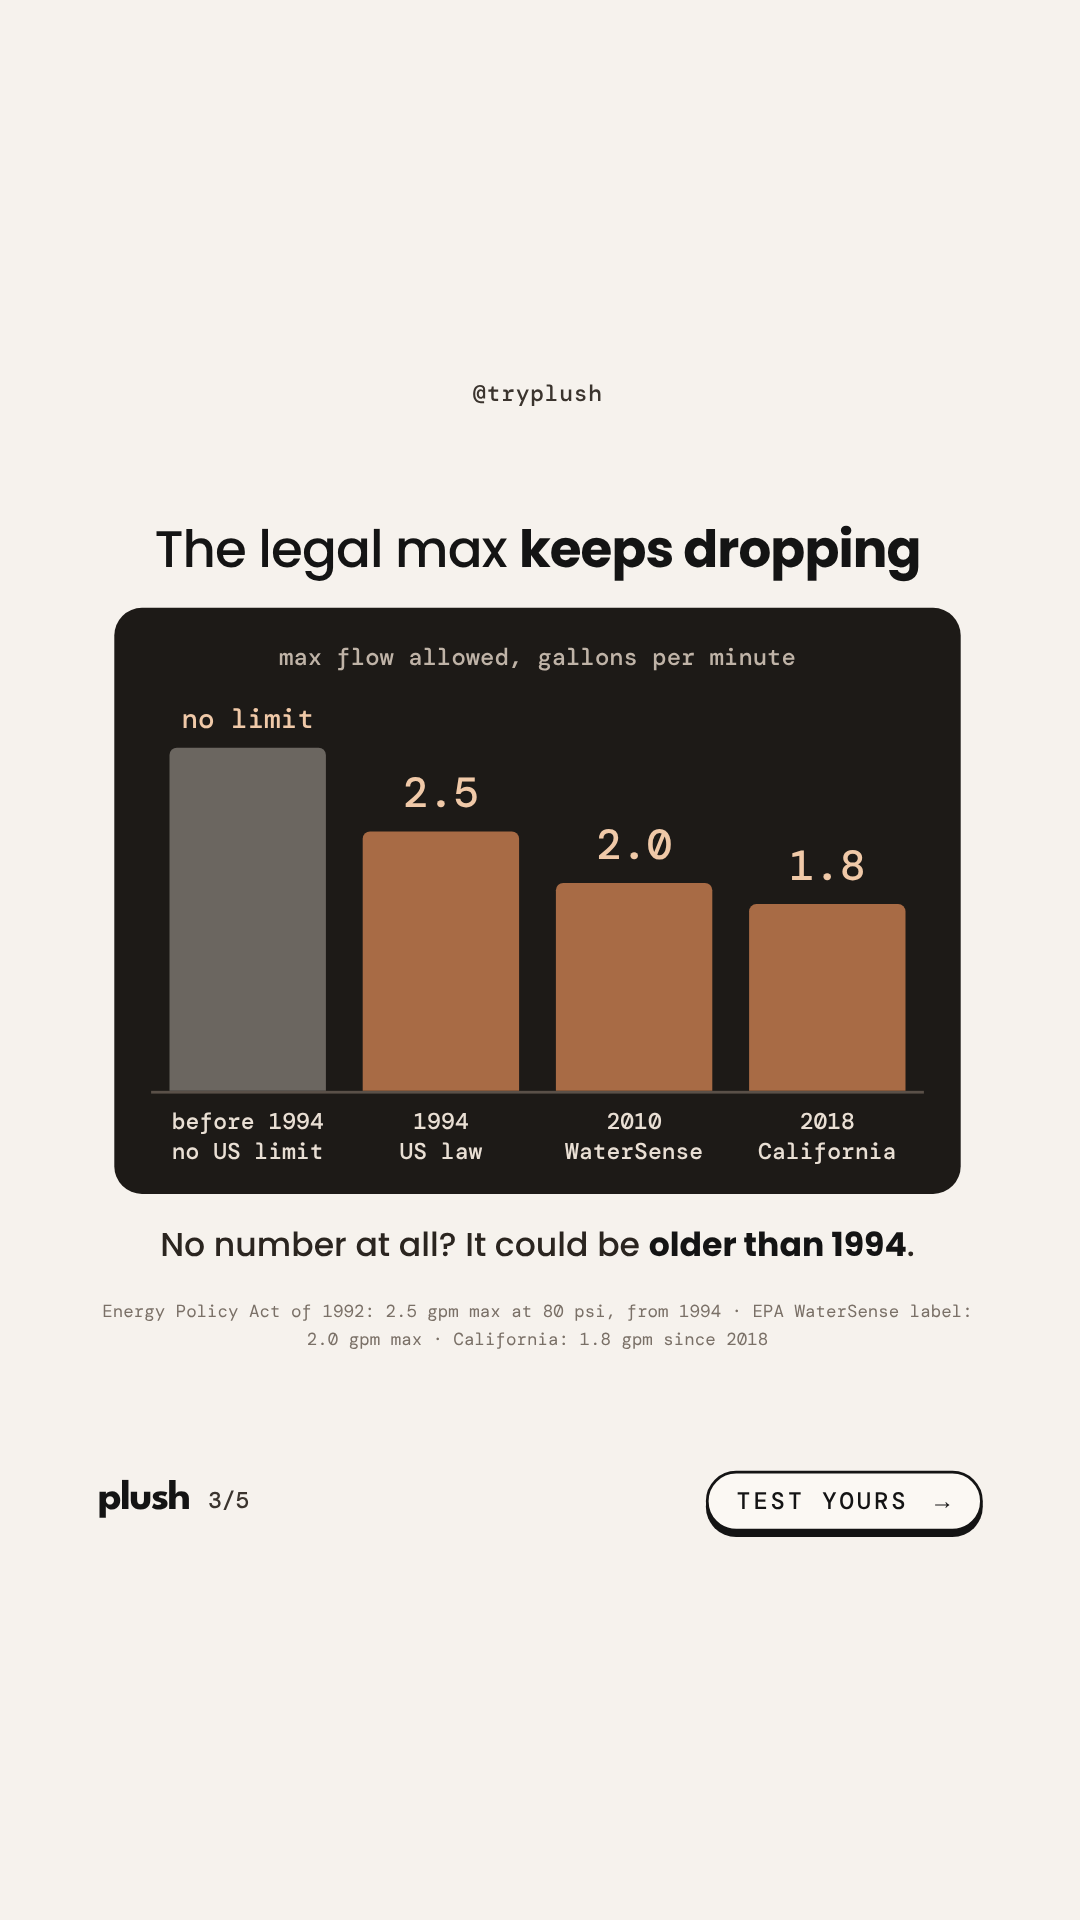 @tryplush
The legal max keeps dropping
max flow allowed, gallons per minute
no limit
2.5
2.0
1.8
before 1994
no US limit
1994
US law
2010
WaterSense
2018
California
No number at all? It could be older than 1994.
Energy Policy Act of 1992: 2.5 gpm max at 80 psi, from 1994 · EPA WaterSense label:
2.0 gpm max · California: 1.8 gpm since 2018
plush 3/5
TEST YOURS →